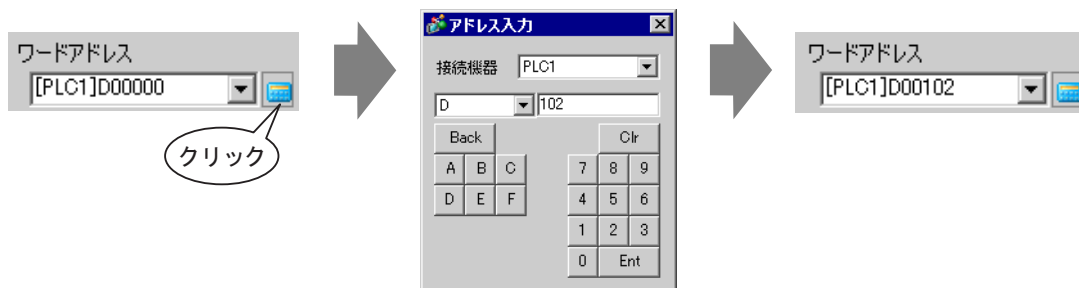 ワードアドレス
[PLC1]D00000
クリック
アドレス入力
接続機器 PLC1
D 102
Back Clr
A B C 7 8 9
D E F 4 5 6
1 2 3
0 Ent
ワードアドレス
[PLC1]D00102